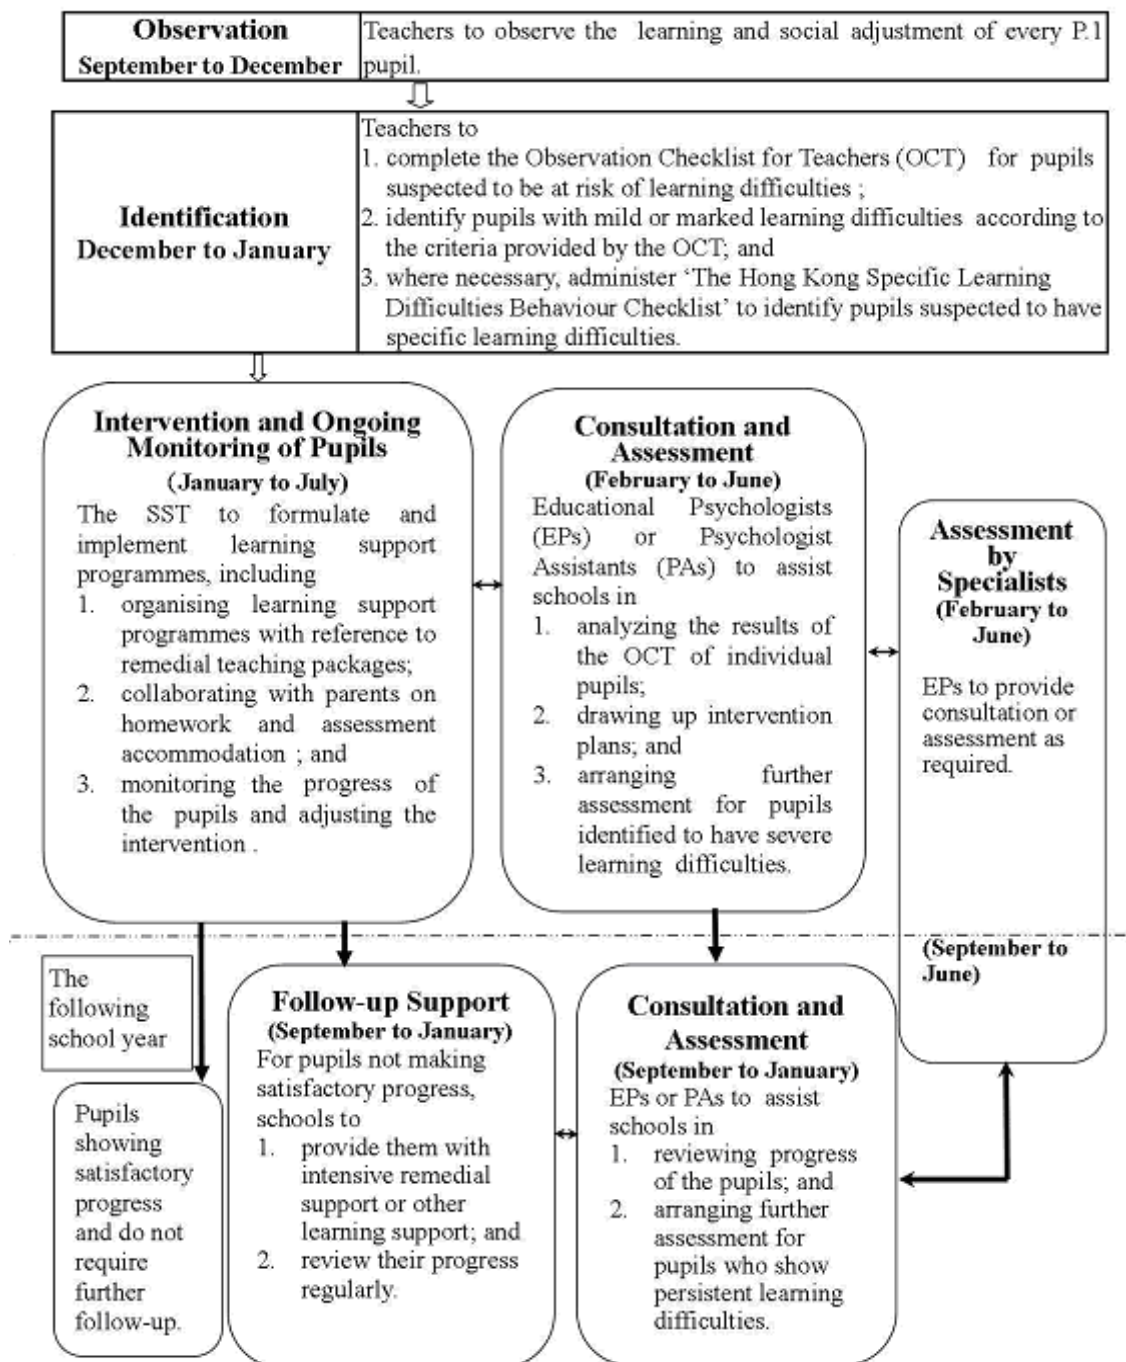 Observation
September to December
Teachers to observe the learning and social adjustment of every P.1
pupil.
Identification
December to January
Teachers to
1. complete the Observation Checklist for Teachers (OCT) for pupils
suspected to be at risk of learning difficulties ;
2. identify pupils with mild or marked learning difficulties according to
the criteria provided by the OCT; and
3. where necessary, administer ‘The Hong Kong Specific Learning
Difficulties Behaviour Checklist’ to identify pupils suspected to have
specific learning difficulties.
Intervention and Ongoing
Monitoring of Pupils
(January to July)
The SST to formulate and
implement learning support
programmes, including
1. organising learning support
programmes with reference to
remedial teaching packages;
2. collaborating with parents on
homework and assessment
accommodation ; and
3. monitoring the progress of
the pupils and adjusting the
intervention .
Consultation and
Assessment
(February to June)
Educational Psychologists
(EPs) or Psychologist
Assistants (PAs) to assist
schools in
1. analyzing the results of
the OCT of individual
pupils;
2. drawing up intervention
plans; and
3. arranging further
assessment for pupils
identified to have severe
learning difficulties.
Assessment
by
Specialists
(February to
June)
EPs to provide
consultation or
assessment as
required.
(September to
June)
The
following
school year
Pupils
showing
satisfactory
progress
and do not
require
further
follow-up.
Follow-up Support
(September to January)
For pupils not making
satisfactory progress,
schools to
1. provide them with
intensive remedial
support or other
learning support; and
2. review their progress
regularly.
Consultation and
Assessment
(September to January)
EPs or PAs to assist
schools in
1. reviewing progress
of the pupils; and
2. arranging further
assessment for
pupils who show
persistent learning
difficulties.